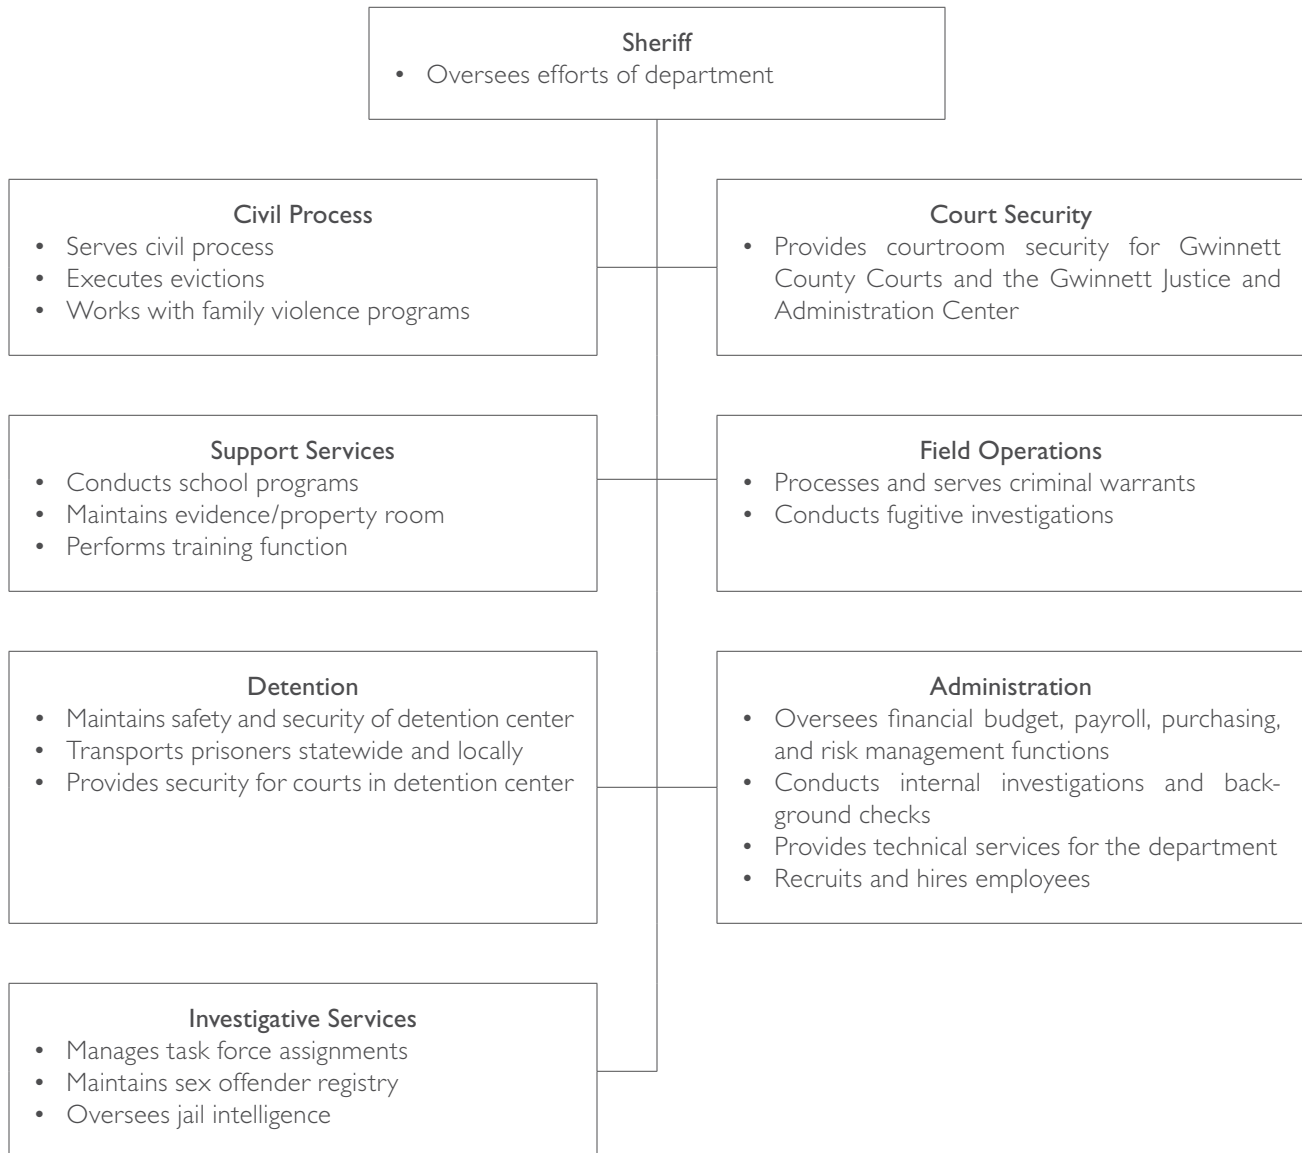 Sheriff
• Oversees efforts of department
Civil Process
• Serves civil process
• Executes evictions
• Works with family violence programs
Court Security
• Provides courtroom security for Gwinnett
County Courts and the Gwinnett Justice and
Administration Center
Support Services
• Conducts school programs
• Maintains evidence/property room
• Performs training function
Field Operations
• Processes and serves criminal warrants
• Conducts fugitive investigations
Detention
• Maintains safety and security of detention center
• Transports prisoners statewide and locally
• Provides security for courts in detention center
Administration
• Oversees financial budget, payroll, purchasing,
and risk management functions
• Conducts internal investigations and back-
ground checks
• Provides technical services for the department
• Recruits and hires employees
Investigative Services
• Manages task force assignments
• Maintains sex offender registry
• Oversees jail intelligence